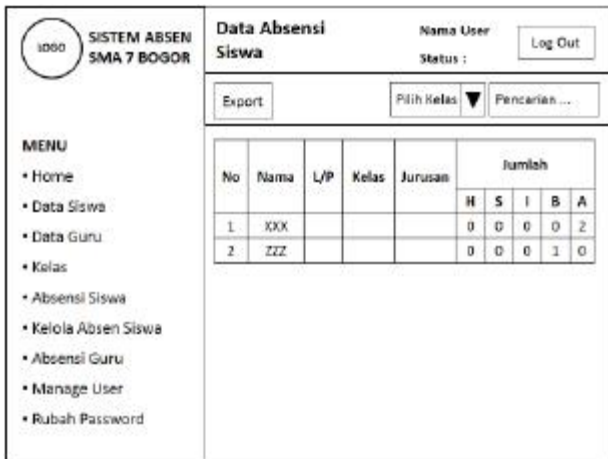 LOGO
SISTEM ABSEN
SMA 7 BOGOR
Data Absensi
Siswa
Nama User
Status :
Log Out
Export
Pilih Kelas
Pencarian ...
MENU
• Home
• Data Siswa
• Data Guru
• Kelas
• Absensi Siswa
• Kelola Absen Siswa
• Absensi Guru
• Manage User
• Rubah Password
No Nama L/P Kelas Jurusan Jumlah
H S I B A
1 XXX 0 0 0 0 2
2 ZZZ 0 0 0 1 0